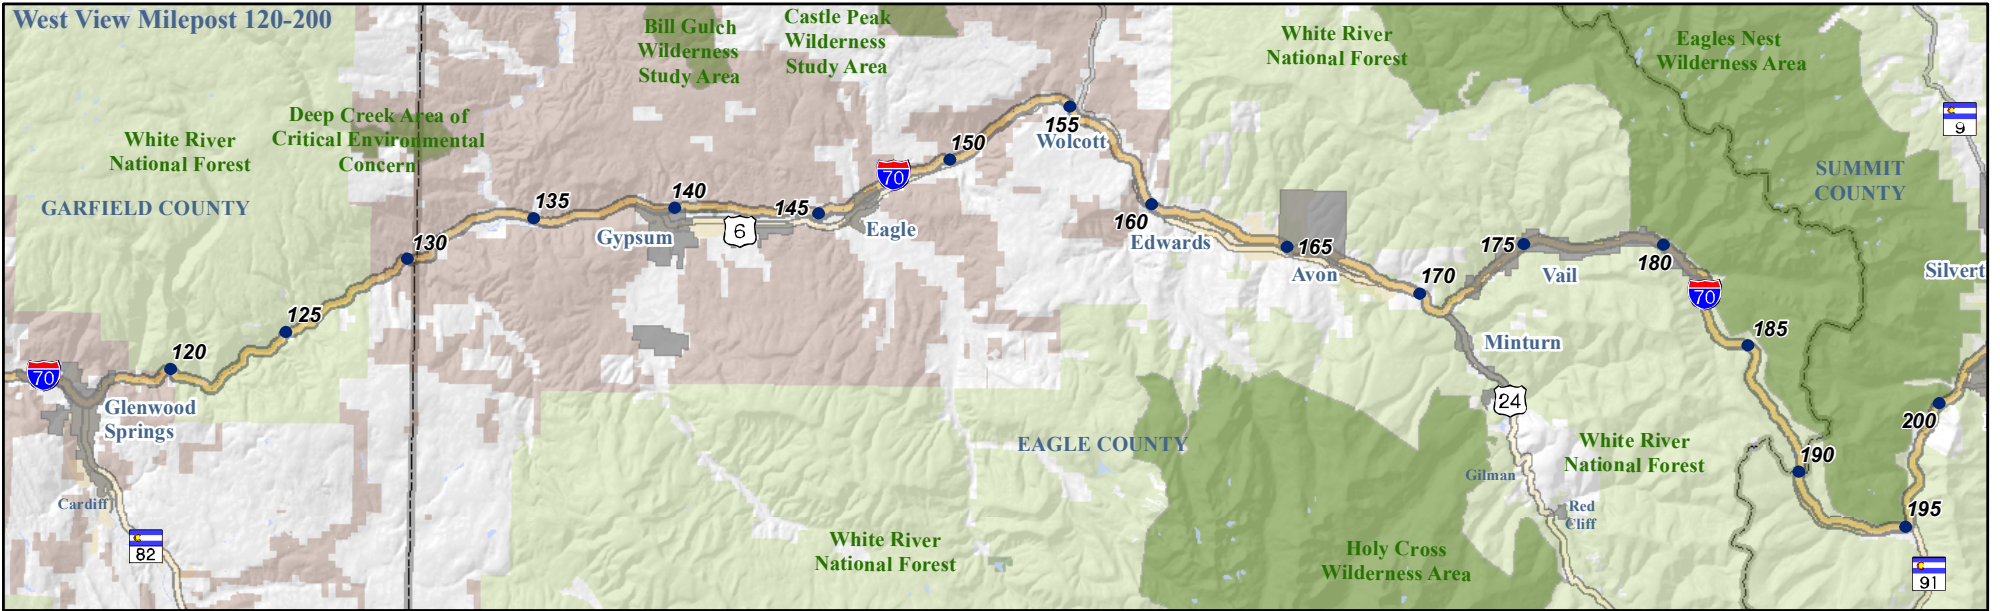 West View Milepost 120-200
Bill Gulch
Wilderness
Study Area
Castle Peak
Wilderness
Study Area
White River
National Forest
Eagles Nest
Wilderness Area
9
Deep Creek Area of
Critical Environmental
Concern
White River
National Forest
GARFIELD COUNTY
SUMMIT
COUNTY
155
Wolcott
150
70
135
140
145
130
Gypsum
6
Eagle
160
Edwards
165
Avon
170
175
Vail
180
70
Silvert
125
120
70
Glenwood
Springs
185
Minturn
24
EAGLE COUNTY
White River
National Forest
200
190
Gilman
Red
Cliff
195
Cardiff
82
White River
National Forest
Holy Cross
Wilderness Area
91